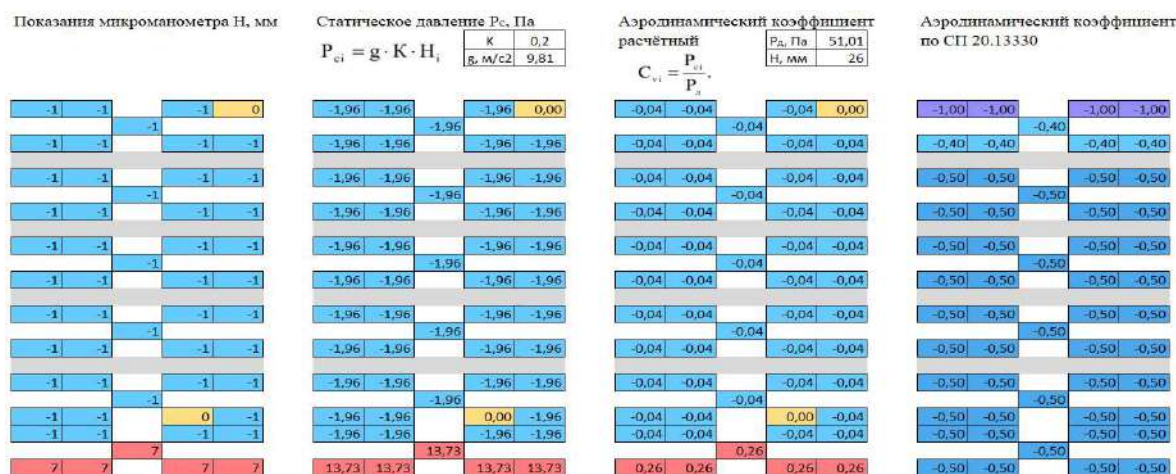 Показания микроманометра H, мм Статическое давление Pс, Па Аэродинамический коэффициент Аэродинамический коэффициент
расчётный по СП 20.13330
K 0,2 Pд, Па 51,01
g, м/с2 9,81 H, мм 26
P_ci = g · K · H_i
C_vi = P_ci / P_д.
-1 -1 -1 0 -1,96 -1,96 -1,96 0,00 -0,04 -0,04 -0,04 0,00 -1,00 -1,00 -1,00 -1,00
-1 -1,96 -0,04 -0,40
-1 -1 -1 -1 -1,96 -1,96 -1,96 -1,96 -0,04 -0,04 -0,04 -0,04 -0,40 -0,40 -0,40 -0,40
-1 -1 -1 -1 -1,96 -1,96 -1,96 -1,96 -0,04 -0,04 -0,04 -0,04 -0,50 -0,50 -0,50 -0,50
-1 -1,96 -0,04 -0,50
-1 -1 -1 -1 -1,96 -1,96 -1,96 -1,96 -0,04 -0,04 -0,04 -0,04 -0,50 -0,50 -0,50 -0,50
-1 -1 -1 -1 -1,96 -1,96 -1,96 -1,96 -0,04 -0,04 -0,04 -0,04 -0,50 -0,50 -0,50 -0,50
-1 -1,96 -0,04 -0,50
-1 -1 -1 -1 -1,96 -1,96 -1,96 -1,96 -0,04 -0,04 -0,04 -0,04 -0,50 -0,50 -0,50 -0,50
-1 -1 -1 -1 -1,96 -1,96 -1,96 -1,96 -0,04 -0,04 -0,04 -0,04 -0,50 -0,50 -0,50 -0,50
-1 -1,96 -0,04 -0,50
-1 -1 -1 -1 -1,96 -1,96 -1,96 -1,96 -0,04 -0,04 -0,04 -0,04 -0,50 -0,50 -0,50 -0,50
-1 -1 -1 -1 -1,96 -1,96 -1,96 -1,96 -0,04 -0,04 -0,04 -0,04 -0,50 -0,50 -0,50 -0,50
-1 -1,96 -0,04 -0,50
-1 -1 0 -1 -1,96 -1,96 0,00 -1,96 -0,04 -0,04 0,00 -0,04 -0,50 -0,50 -0,50 -0,50
-1 -1 -1 -1 -1,96 -1,96 -1,96 -1,96 -0,04 -0,04 -0,04 -0,04 -0,50 -0,50 -0,50 -0,50
7 13,73 0,26 -0,50
7 7 7 7 13,73 13,73 13,73 13,73 0,26 0,26 0,26 0,26 -0,50 -0,50 -0,50 -0,50